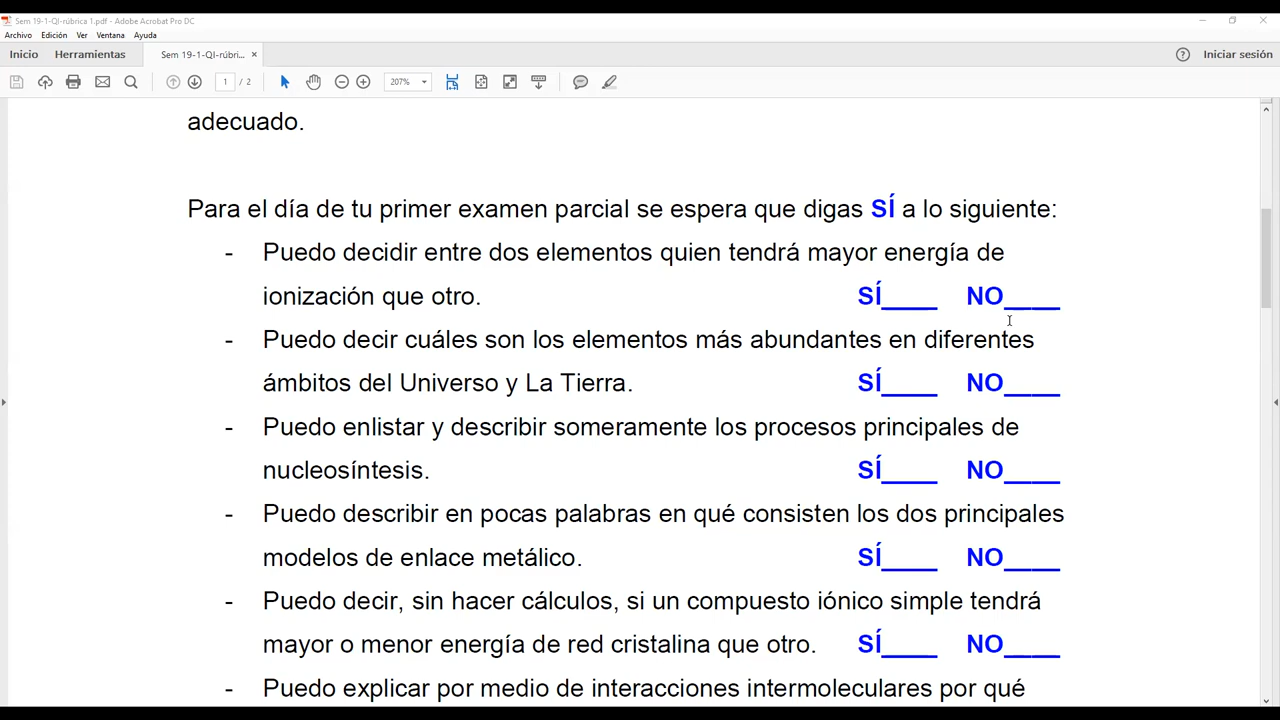 Sem 19-1-QI-rúbrica 1.pdf - Adobe Acrobat Pro DC
Archivo Edición Ver Ventana Ayuda
Inicio Herramientas Sem 19-1-QI-rúbri... × Iniciar sesión
1 / 2 207%
adecuado.
Para el día de tu primer examen parcial se espera que digas SÍ a lo siguiente:
- Puedo decidir entre dos elementos quien tendrá mayor energía de
ionización que otro. SÍ____ NO____
- Puedo decir cuáles son los elementos más abundantes en diferentes
ámbitos del Universo y La Tierra. SÍ____ NO____
- Puedo enlistar y describir someramente los procesos principales de
nucleosíntesis. SÍ____ NO____
- Puedo describir en pocas palabras en qué consisten los dos principales
modelos de enlace metálico. SÍ____ NO____
- Puedo decir, sin hacer cálculos, si un compuesto iónico simple tendrá
mayor o menor energía de red cristalina que otro. SÍ____ NO____
- Puedo explicar por medio de interacciones intermoleculares por qué